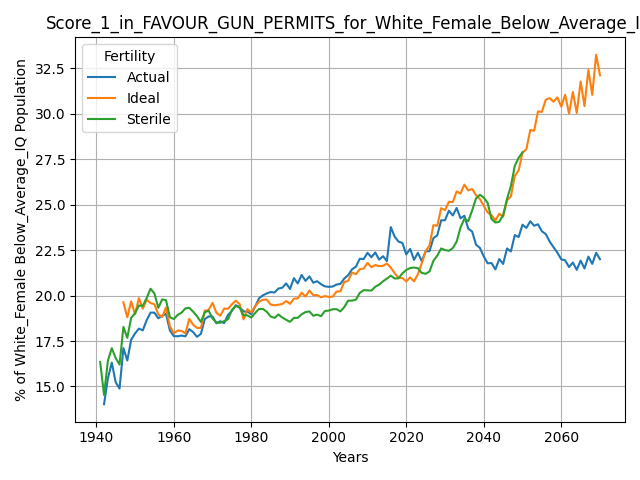 Score_1_in_FAVOUR_GUN_PERMITS_for_White_Female_Below_Average_I
% of White_Female Below_Average_IQ Population
32.5
30.0
27.5
25.0
22.5
20.0
17.5
15.0
Fertility
Actual
Ideal
Sterile
1940 1960 1980 2000 2020 2040 2060
Years